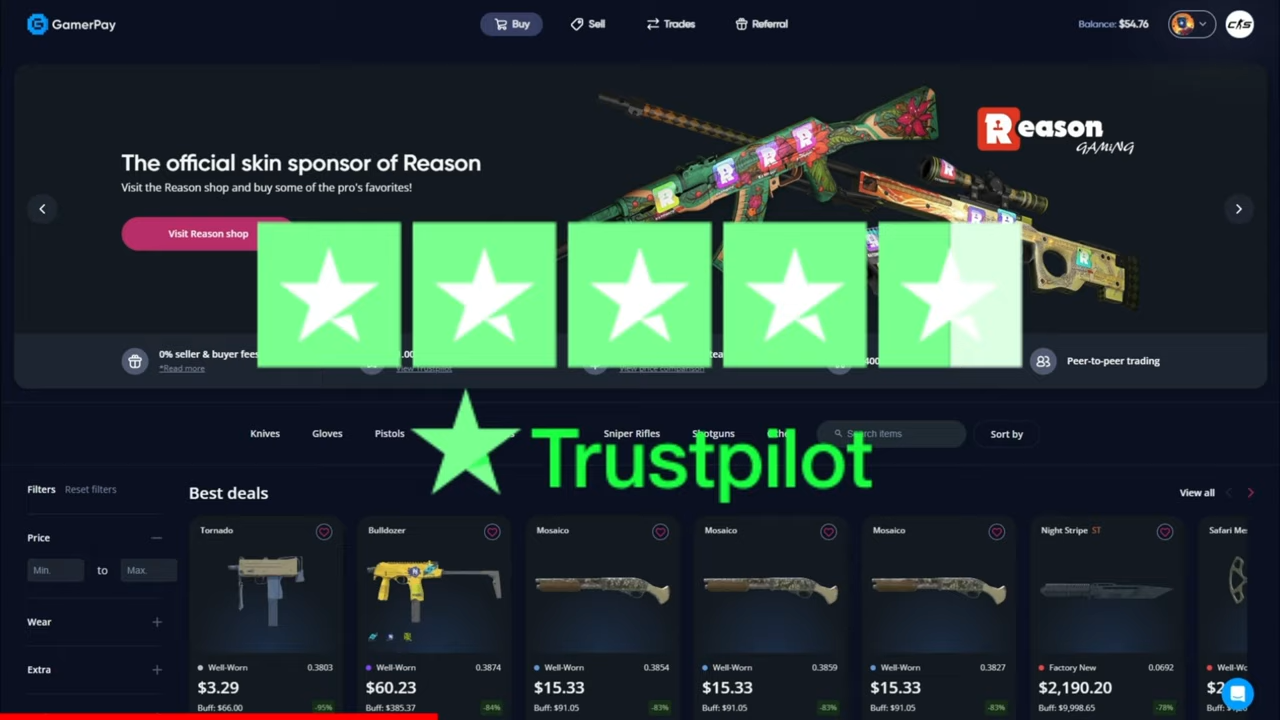 GamerPay
Buy
Sell
Trades
Referral
Balance: $54.76
Reason
GAMING
The official skin sponsor of Reason
Visit the Reason shop and buy some of the pro's favorites!
Visit Reason shop
0% seller & buyer fees
*Read more
View Trustpilot
View price comparison
Peer-to-peer trading
Knives
Gloves
Pistols
Sniper Rifles
Shotguns
Search items
Sort by
Trustpilot
Filters
Reset filters
Best deals
View all
Price
Min.
to
Max.
Wear
Extra
Tornado
Well-Worn
0.3803
$3.29
Buff: $66.00
-95%
Bulldozer
Well-Worn
0.3874
$60.23
Buff: $385.37
-84%
Mosaico
Well-Worn
0.3854
$15.33
Buff: $91.05
-83%
Mosaico
Well-Worn
0.3859
$15.33
Buff: $91.05
-83%
Mosaico
Well-Worn
0.3827
$15.33
Buff: $91.05
-83%
Night Stripe ST
Factory New
0.0692
$2,190.20
Buff: $9,998.65
-78%
Safari Me
Well-Wo